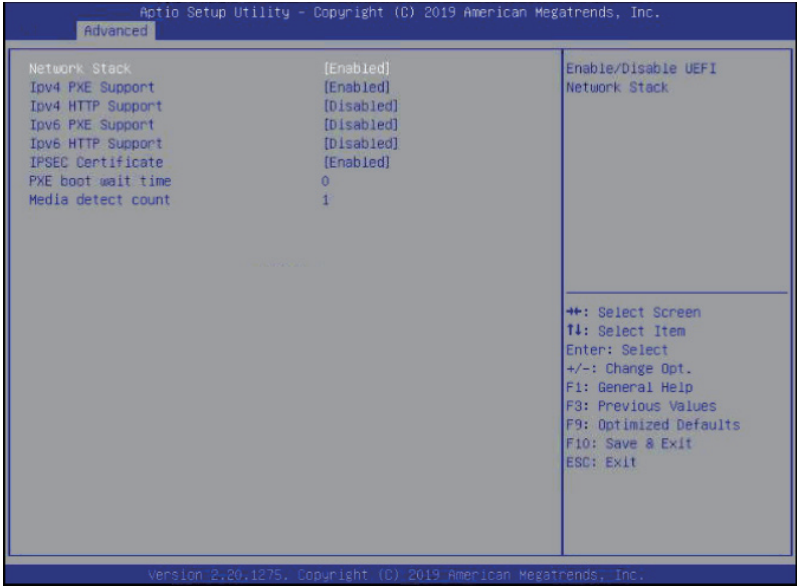 Aptio Setup Utility - Copyright (C) 2019 American Megatrends, Inc.
Advanced
Network Stack [Enabled]
Ipv4 PXE Support [Enabled]
Ipv4 HTTP Support [Disabled]
Ipv6 PXE Support [Disabled]
Ipv6 HTTP Support [Disabled]
IPSEC Certificate [Enabled]
PXE boot wait time 0
Media detect count 1
Enable/Disable UEFI
Network Stack
→←: Select Screen
↑↓: Select Item
Enter: Select
+/-: Change Opt.
F1: General Help
F3: Previous Values
F9: Optimized Defaults
F10: Save & Exit
ESC: Exit
Version 2.20.1275. Copyright (C) 2019 American Megatrends, Inc.